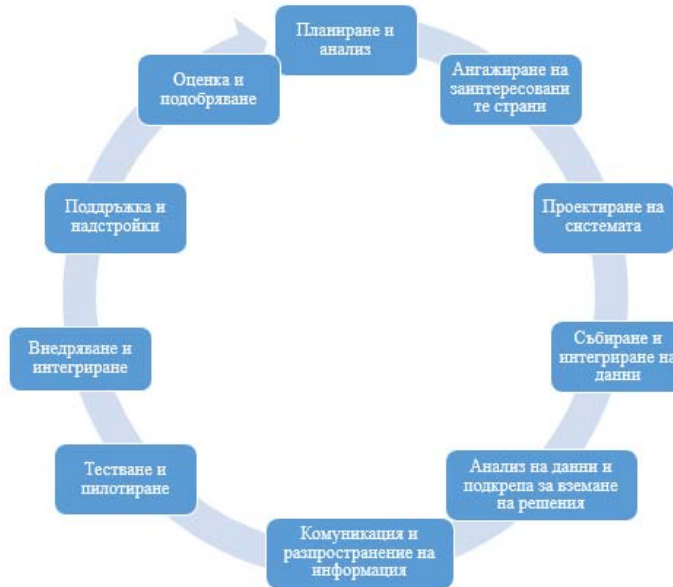 Планиране и
анализ
Ангажиране на
заинтересовани
те страни
Проектиране на
системата
Събиране и
интегриране на
данни
Анализ на данни и
подкрепа за вземане
на решения
Комуникация и
разпространение на
информация
Тестване и
пилотиране
Внедряване и
интегриране
Поддръжка и
надстройки
Оценка и
подобряване